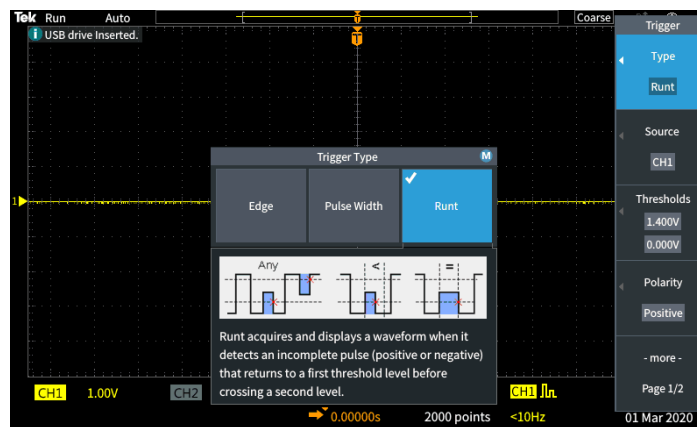 Tek Run Auto Coarse
USB drive Inserted.
Trigger
Type
Runt
Source
CH1
Thresholds
1.400V
0.000V
Polarity
Positive
- more -
Page 1/2
T
1
Trigger Type M
Edge Pulse Width Runt
Any < =
Runt acquires and displays a waveform when it
detects an incomplete pulse (positive or negative)
that returns to a first threshold level before
crossing a second level.
CH1 1.00V CH2 CH1
0.00000s 2000 points <10Hz 01 Mar 2020